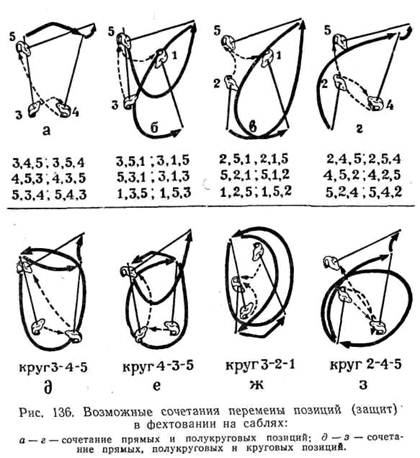 5 5 5 5
1 1
3 4 3 2 2 4
а б в г
3,4,5; 3,5,4 3,5,1; 3,1,5 2,5,1, 2,1,5 2,4,5; 2,5,4
4,5,3; 4,3,5 5,3,1; 3,1,3 5,2,1; 5,1,2 4,5,2; 4,2,5
5,3,4; 5,4,3 1,3,5; 1,5,3 1,2,5; 1,5,2 5,2,4; 5,4,2
круг 3-4-5 круг 4-3-5 круг 3-2-1 круг 2-4-5
д е ж з
Рис. 136. Возможные сочетания перемены позиций (защит)
в фехтовании на саблях:
а — г — сочетание прямых и полукруговых позиций; д — з — сочета-
ние прямых, полукруговых и круговых позиций.